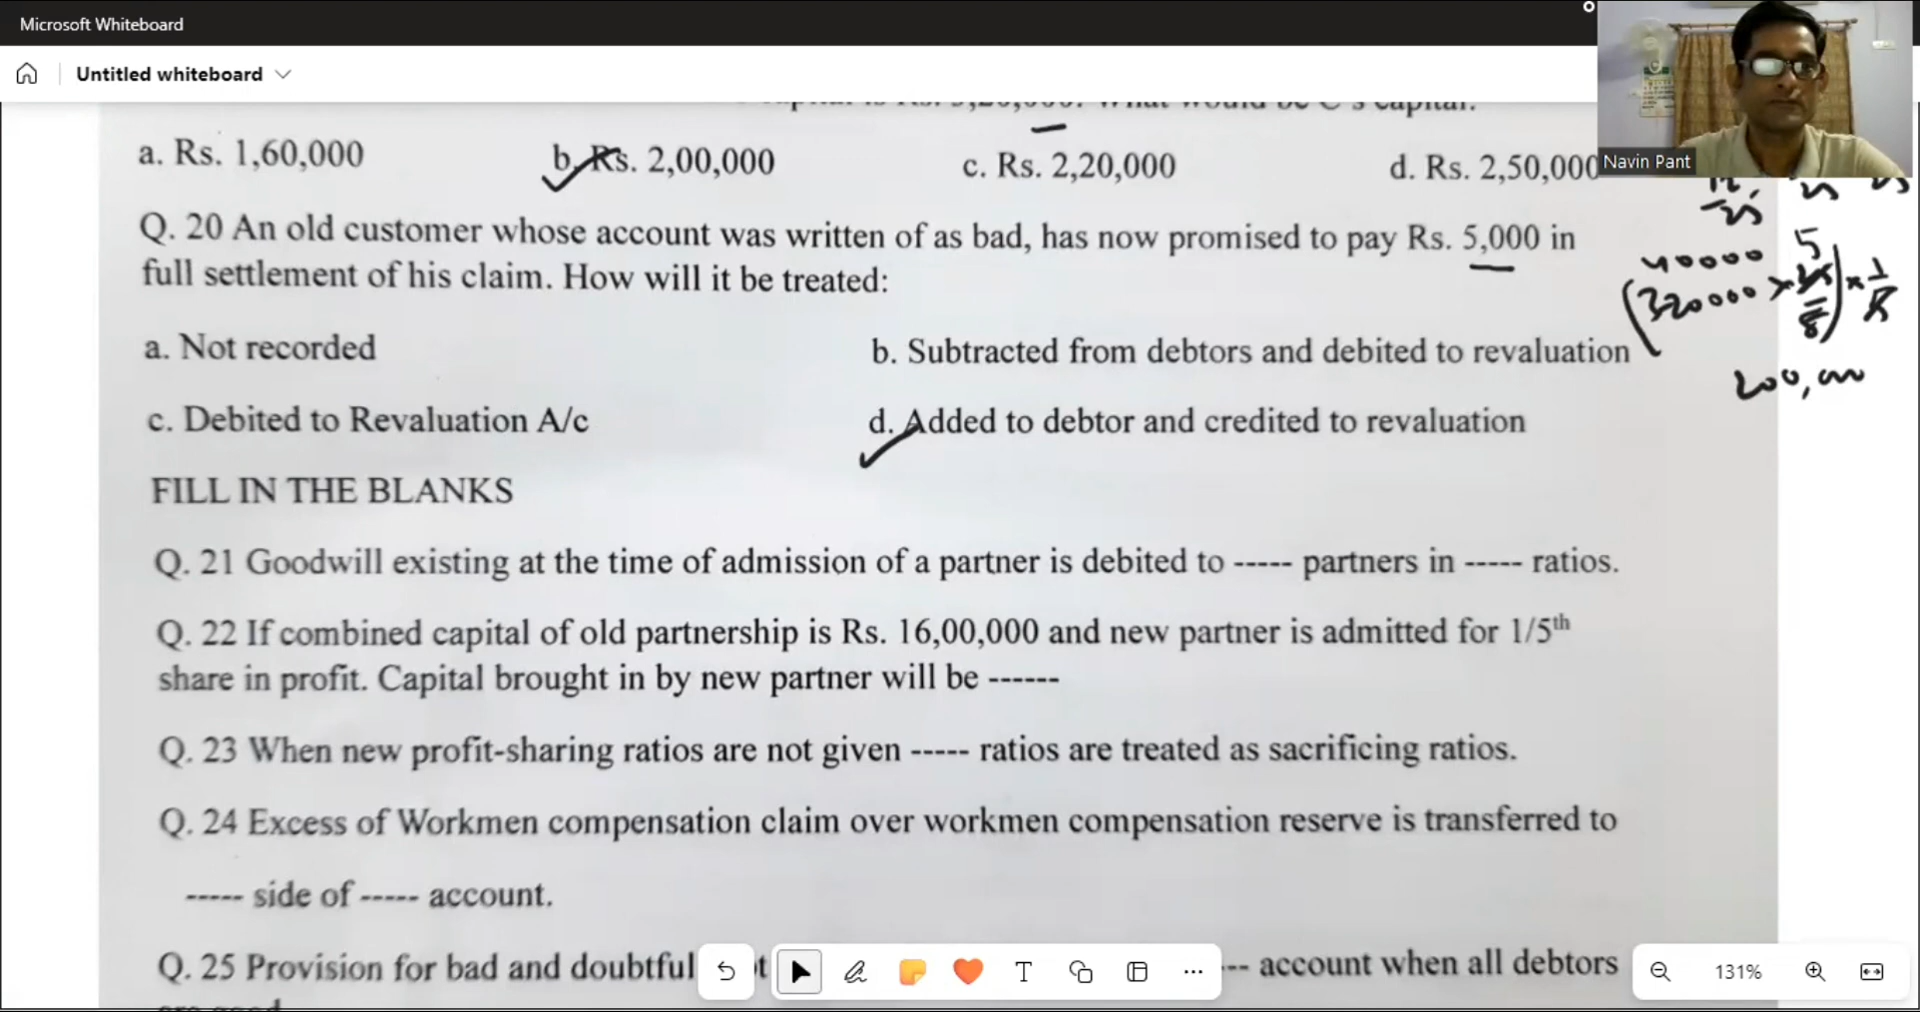 Microsoft Whiteboard
Untitled whiteboard
Navin Pant
a. Rs. 1,60,000 b. Rs. 2,00,000 c. Rs. 2,20,000 d. Rs. 2,50,000
Q. 20 An old customer whose account was written of as bad, has now promised to pay Rs. 5,000 in
full settlement of his claim. How will it be treated:
a. Not recorded b. Subtracted from debtors and debited to revaluation
c. Debited to Revaluation A/c d. Added to debtor and credited to revaluation
40000 5
(320000 ×
200,000
FILL IN THE BLANKS
Q. 21 Goodwill existing at the time of admission of a partner is debited to ----- partners in ----- ratios.
Q. 22 If combined capital of old partnership is Rs. 16,00,000 and new partner is admitted for 1/5th
share in profit. Capital brought in by new partner will be ------
Q. 23 When new profit-sharing ratios are not given ----- ratios are treated as sacrificing ratios.
Q. 24 Excess of Workmen compensation claim over workmen compensation reserve is transferred to
----- side of ----- account.
Q. 25 Provision for bad and doubtful account when all debtors
131%